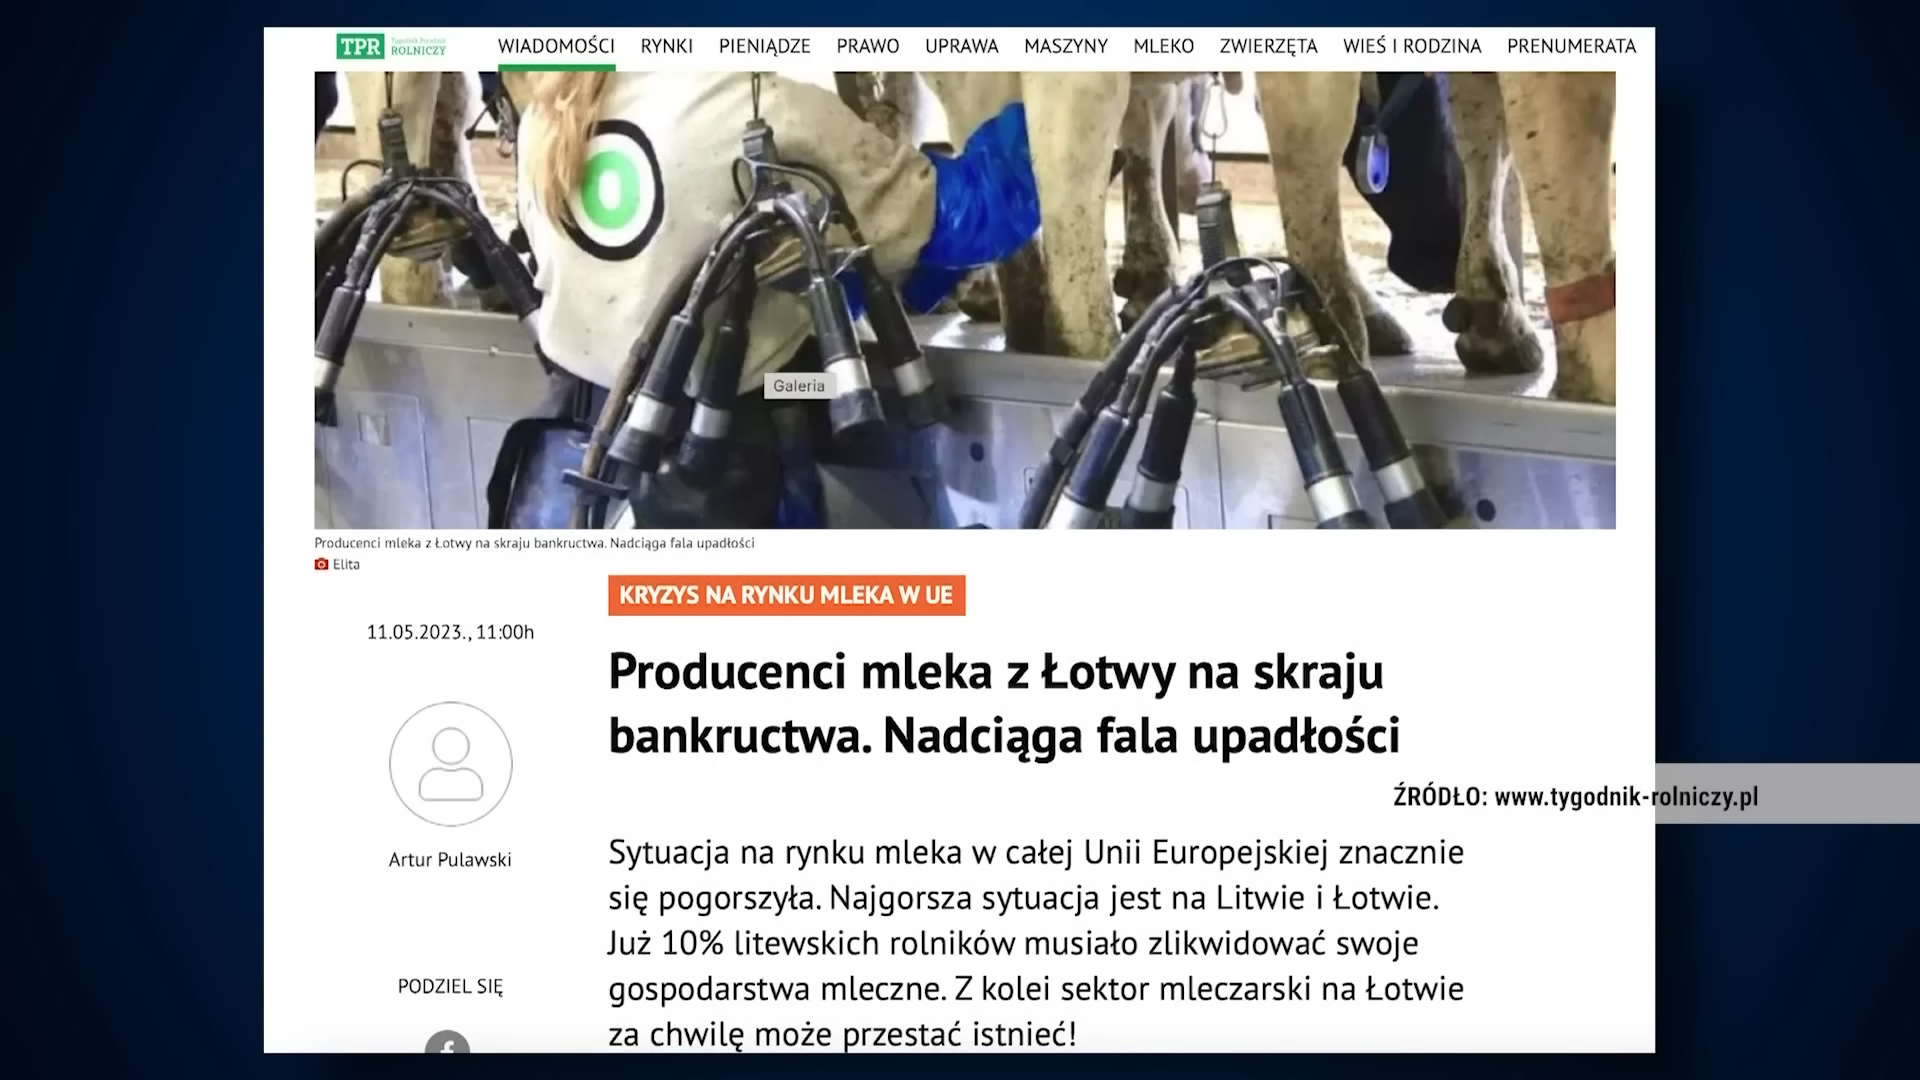 TPR Tygodnik Poradnik ROLNICZY
WIADOMOŚCI RYNKI PIENIĄDZE PRAWO UPRAWA MASZYNY MLEKO ZWIERZĘTA WIEŚ I RODZINA PRENUMERATA
Galeria
Producenci mleka z Łotwy na skraju bankructwa. Nadciąga fala upadłości
Elita
KRYZYS NA RYNKU MLEKA W UE
11.05.2023., 11:00h
Producenci mleka z Łotwy na skraju
bankructwa. Nadciąga fala upadłości
ŹRÓDŁO: www.tygodnik-rolniczy.pl
Artur Pulawski
Sytuacja na rynku mleka w całej Unii Europejskiej znacznie
się pogorszyła. Najgorsza sytuacja jest na Litwie i Łotwie.
Już 10% litewskich rolników musiało zlikwidować swoje
gospodarstwa mleczne. Z kolei sektor mleczarski na Łotwie
za chwilę może przestać istnieć!
PODZIEL SIĘ